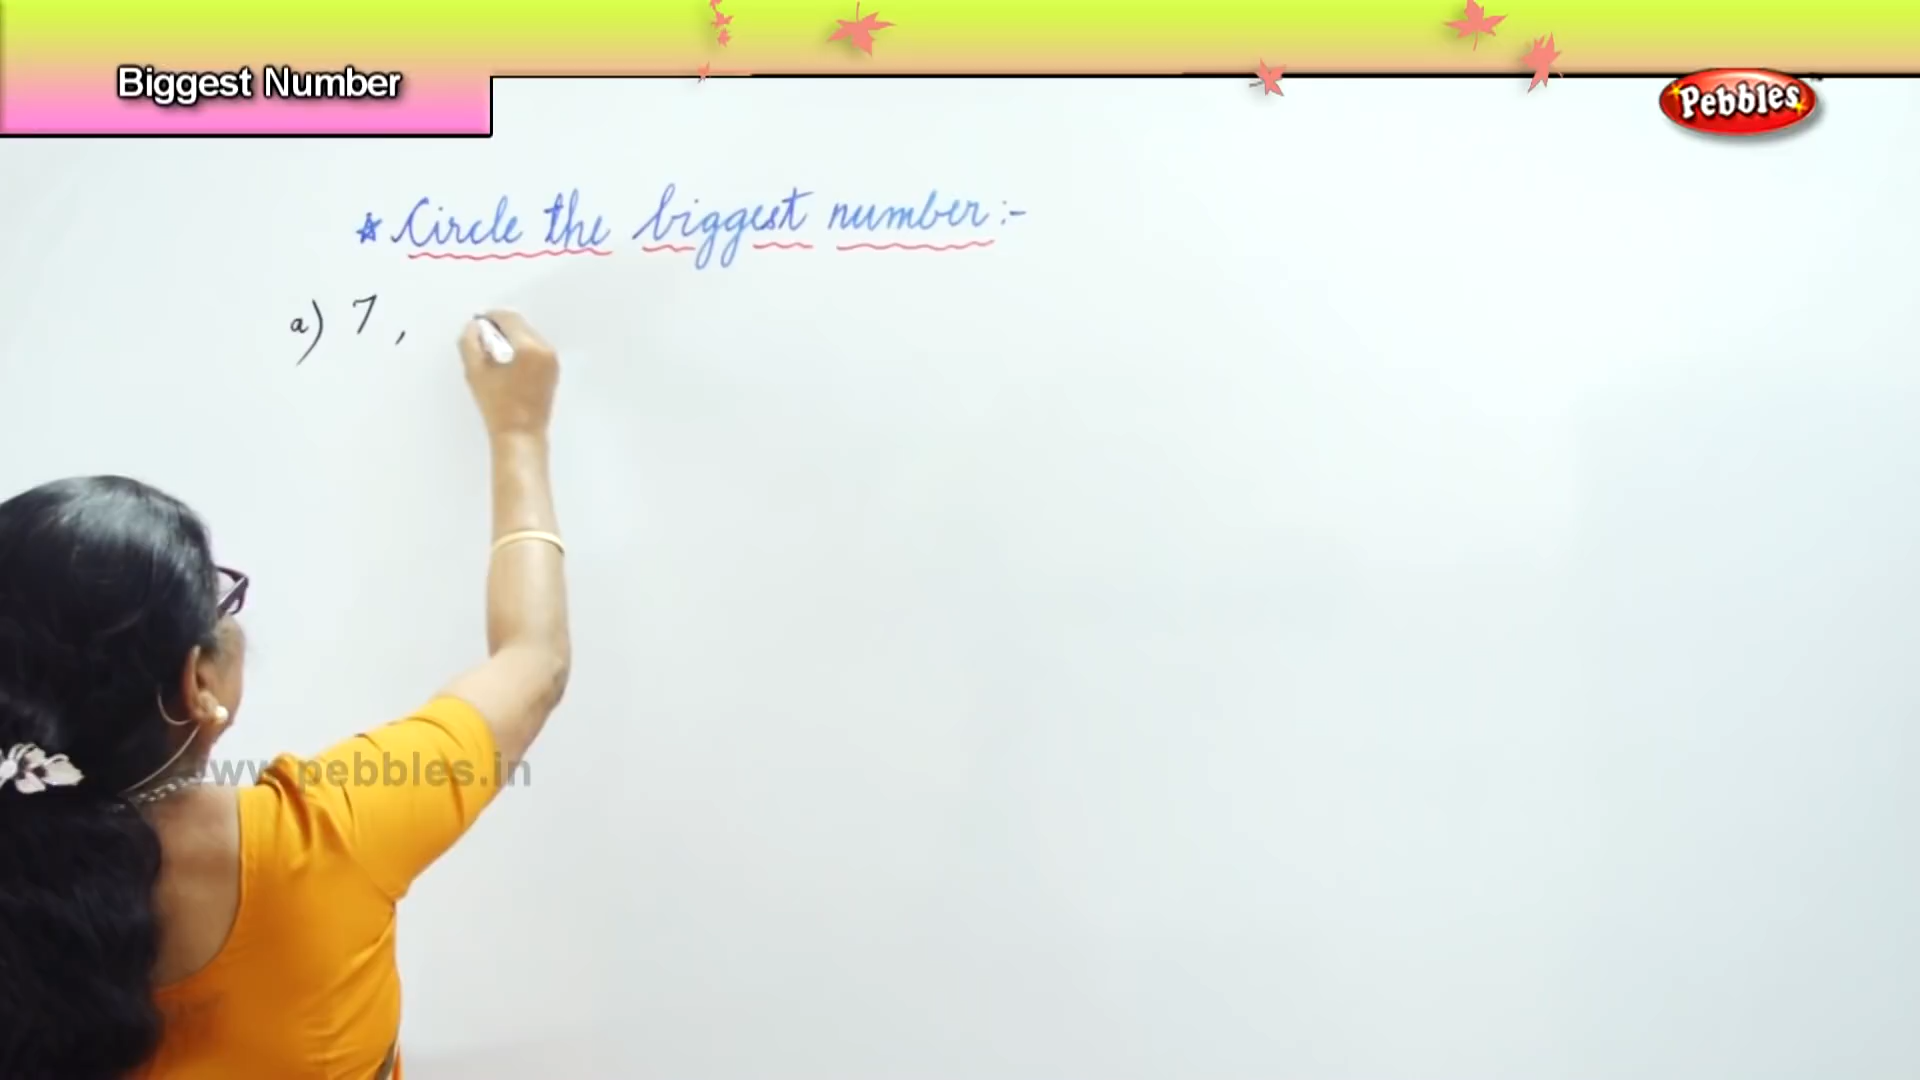 Biggest Number
Pebbles
* Circle the biggest number:-
a) 7 ,
www.pebbles.in